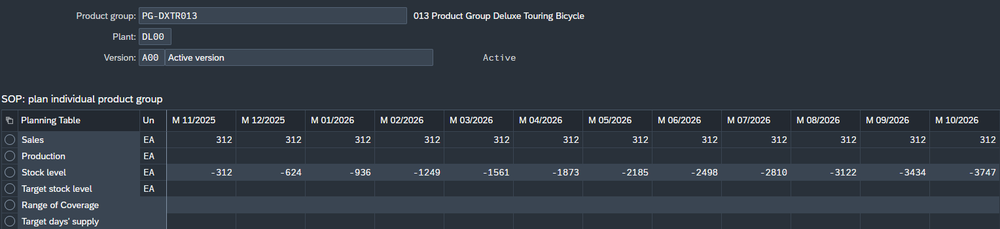 Product group: PG-DXTR013 013 Product Group Deluxe Touring Bicycle
Plant: DL00
Version: A00 Active version Active
SOP: plan individual product group
Planning Table Un M 11/2025 M 12/2025 M 01/2026 M 02/2026 M 03/2026 M 04/2026 M 05/2026 M 06/2026 M 07/2026 M 08/2026 M 09/2026 M 10/2026
Sales EA 312 312 312 312 312 312 312 312 312 312 312 312
Production EA
Stock level EA -312 -624 -936 -1249 -1561 -1873 -2185 -2498 -2810 -3122 -3434 -3747
Target stock level EA
Range of Coverage
Target days' supply